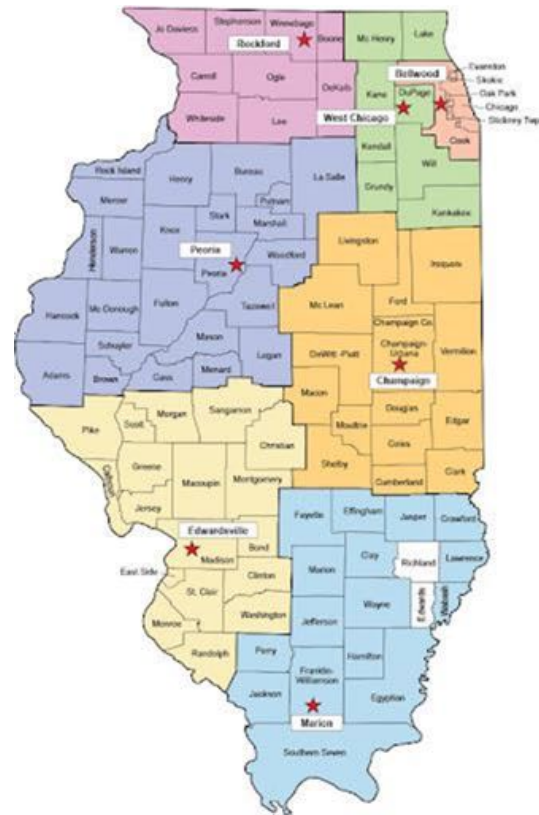 Jo Daviess
Stephenson
Winnebago
Boone
Rockford
Carroll
Ogle
DeKalb
Whiteside
Lee
Mc Henry
Lake
Bellwood
Evanston
Skokie
Oak Park
Chicago
Stickney Twp
Kane
DuPage
West Chicago
Cook
Kendall
Will
Grundy
Kankakee
Rock Island
Henry
Bureau
La Salle
Mercer
Putnam
Stark
Marshall
Knox
Henderson
Warren
Peoria
Peoria
Woodford
Livingston
Iroquois
Fulton
Tazewell
Hancock
Mc Donough
Mc Lean
Ford
Mason
Schuyler
Logan
Champaign Co.
Champaign-
Urbana
DeWitt -Piatt
Vermilion
Adams
Brown
Cass
Menard
Champaign
Macon
Douglas
Moultrie
Edgar
Coles
Shelby
Cumberland
Clark
Pike
Scott
Morgan
Sangamon
Christian
Calhoun
Greene
Macoupin
Montgomery
Jersey
Edwardsville
Madison
Bond
East Side
St. Clair
Clinton
Monroe
Washington
Randolph
Fayette
Effingham
Jasper
Crawford
Clay
Richland
Lawrence
Marion
Wayne
Edwards
Wabash
Jefferson
Perry
Hamilton
Franklin-
Williamson
Jackson
Egyptian
Marion
Southern Seven